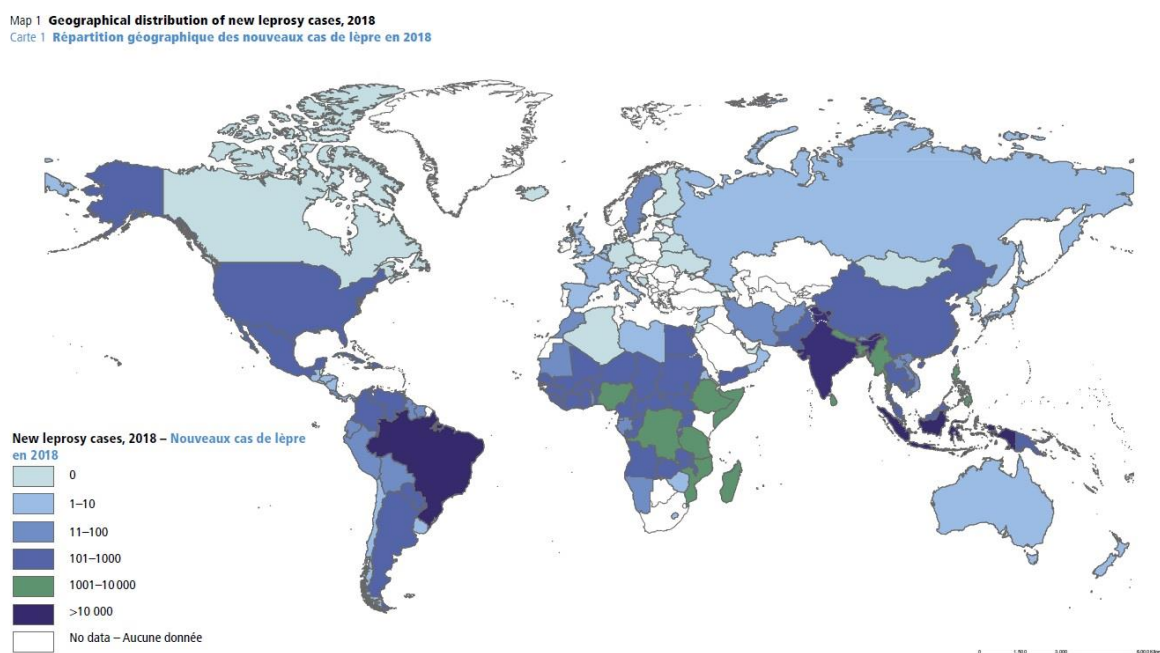 Map 1 Geographical distribution of new leprosy cases, 2018
Carte 1 Répartition géographique des nouveaux cas de lèpre en 2018
New leprosy cases, 2018 – Nouveaux cas de lèpre
en 2018
0
1–10
11–100
101–1000
1001–10 000
>10 000
No data – Aucune donnée